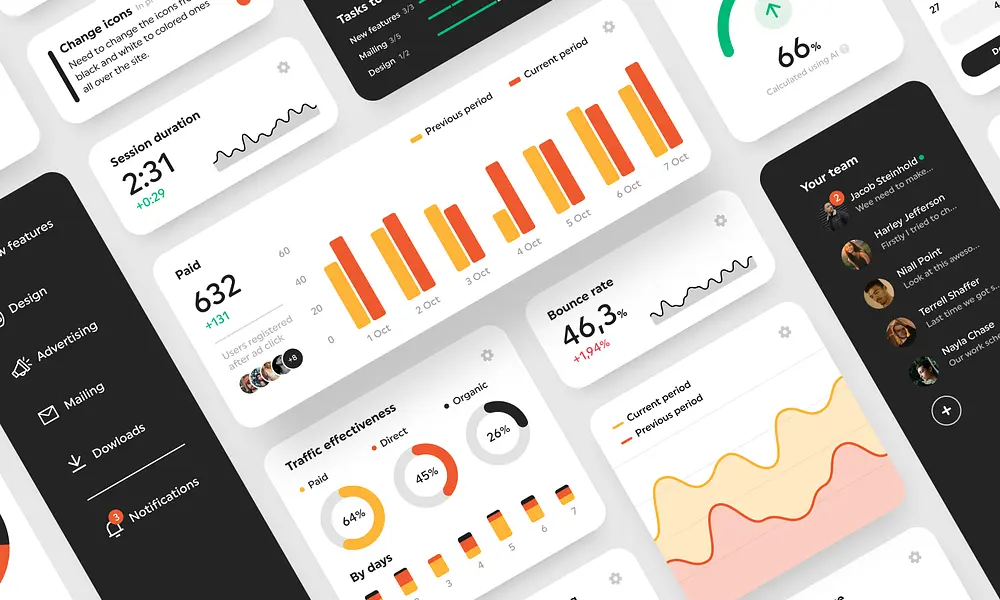 Change icons
Need to change the icons from
black and white to colored ones
all over the site.
Session duration
2:31
+0:29
Tasks to
New features 3/3
Mailing 3/5
Design 1/2
66%
Calculated using AI
27
Previous period
Current period
Paid
632
+131
Users registered
after ad click
+8
60
40
20
0
1 Oct
2 Oct
3 Oct
4 Oct
5 Oct
6 Oct
7 Oct
Your team
2
Jacob Steinhold
Wee need to make...
Harley Jefferson
Firstly I tried to ch...
Niall Point
Look at this aweso...
Terrell Shaffer
Last time we got s...
Nayla Chase
Our work sche
features
Design
Advertising
Mailing
Dowloads
3
Notifications
Bounce rate
46,3%
+1,94%
Traffic effectiveness
Paid
Direct
Organic
64%
45%
26%
By days
3
4
5
6
7
Current period
Previous period